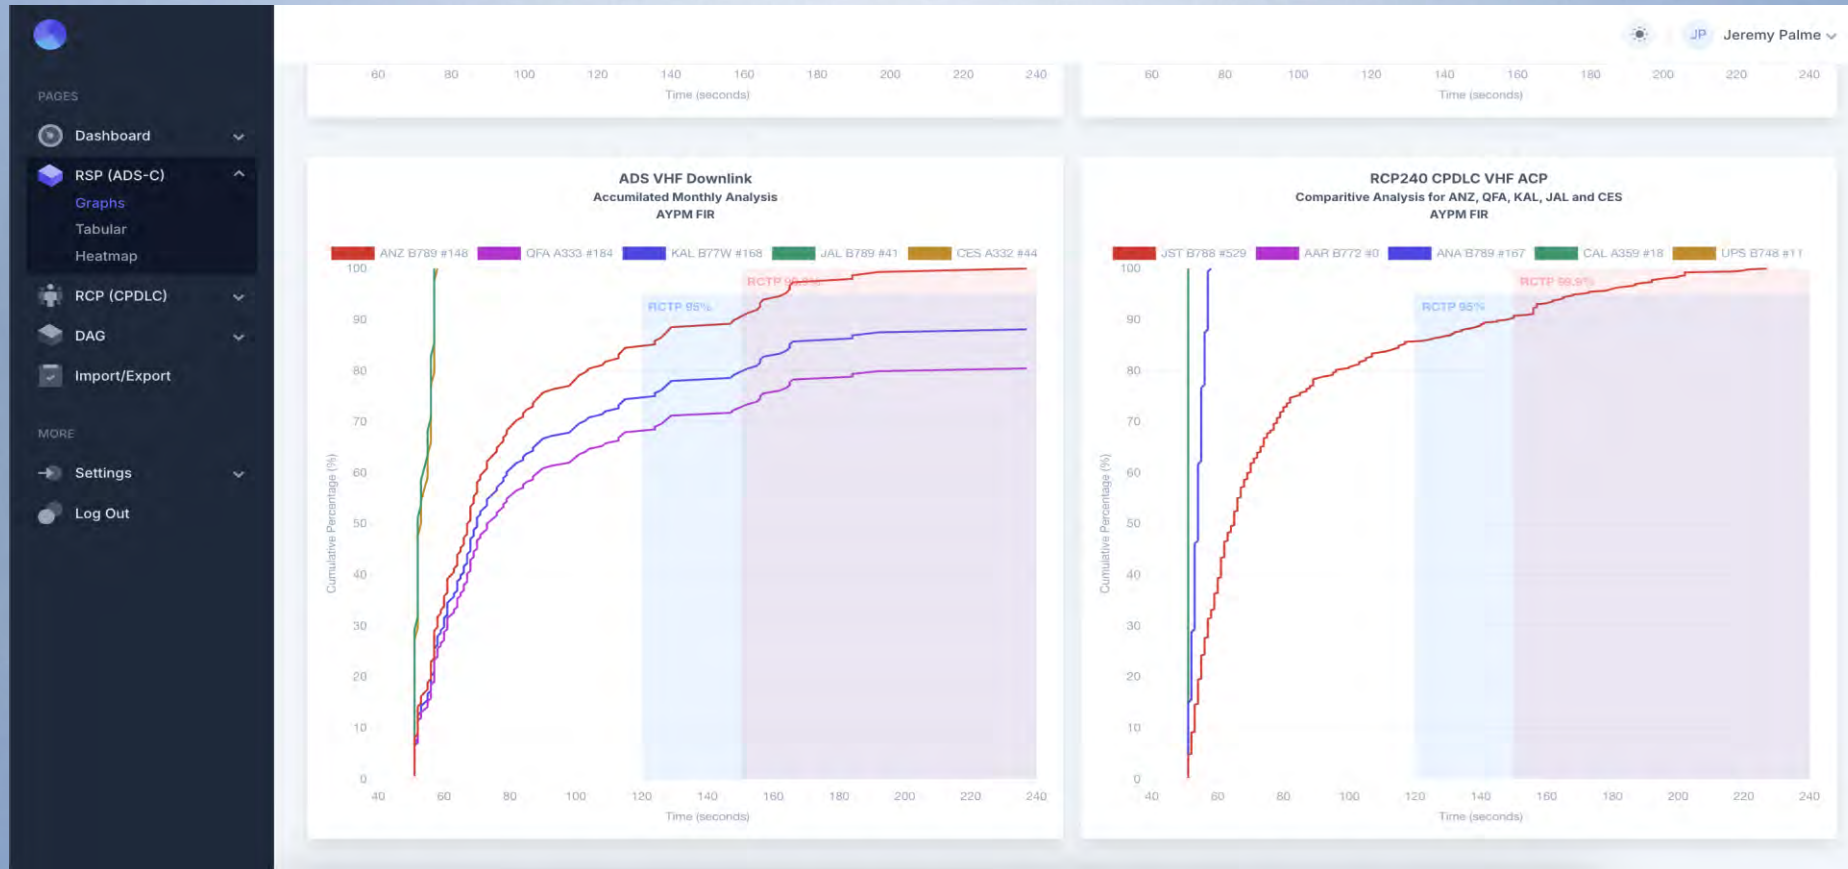 JP Jeremy Palme
PAGES
Dashboard
RSP (ADS-C)
Graphs
Tabular
Heatmap
RCP (CPDLC)
DAG
Import/Export
MORE
Settings
Log Out
60 80 100 120 140 160 180 200 220 240
Time (seconds)
60 80 100 120 140 160 180 200 220 240
Time (seconds)
ADS VHF Downlink
Accumilated Monthly Analysis
AYPM FIR
ANZ B789 #148 QFA A333 #184 KAL B77W #168 JAL B789 #41 CES A332 #44
RCTP 99.9%
RCTP 95%
Cumulative Percentage (%)
100
90
80
70
60
50
40
30
20
10
0
40 60 80 100 120 140 160 180 200 220 240
Time (seconds)
RCP240 CPDLC VHF ACP
Comparitive Analysis for ANZ, QFA, KAL, JAL and CES
AYPM FIR
JST B788 #529 AAR B772 #0 ANA B789 #167 CAL A359 #18 UPS B748 #11
RCTP 99.9%
RCTP 95%
Cumulative Percentage (%)
100
90
80
70
60
50
40
30
20
10
0
40 60 80 100 120 140 160 180 200 220 240
Time (seconds)